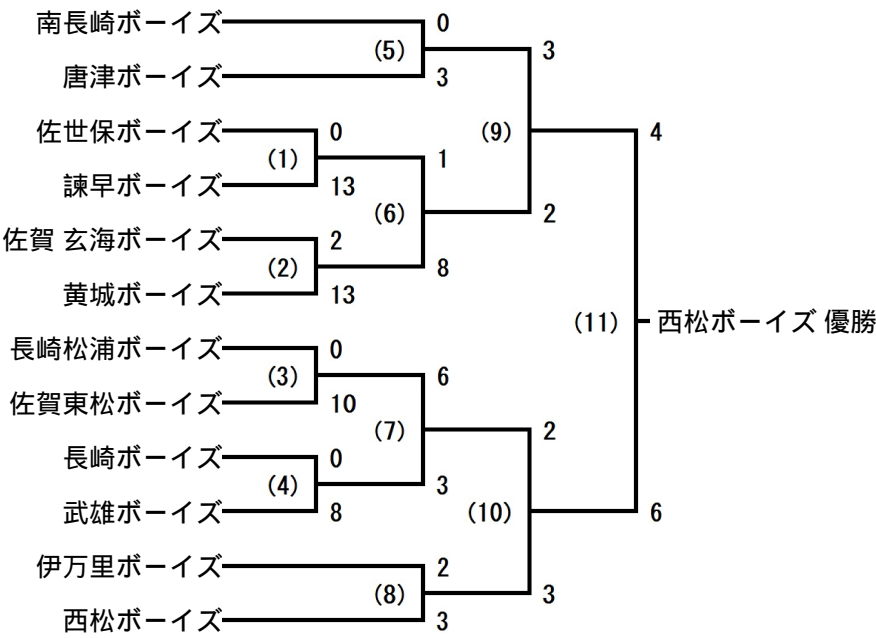 南長崎ボーイズ 0
(5) 3
唐津ボーイズ 3
佐世保ボーイズ 0 (9) 4
(1) 1
諫早ボーイズ 13
(6) 2
佐賀 玄海ボーイズ 2
(2) 8
黄城ボーイズ 13
(11) 西松ボーイズ 優勝
長崎松浦ボーイズ 0
(3) 6
佐賀東松ボーイズ 10
(7) 2
長崎ボーイズ 0
(4) 3
武雄ボーイズ 8 (10) 6
伊万里ボーイズ 2
(8) 3
西松ボーイズ 3